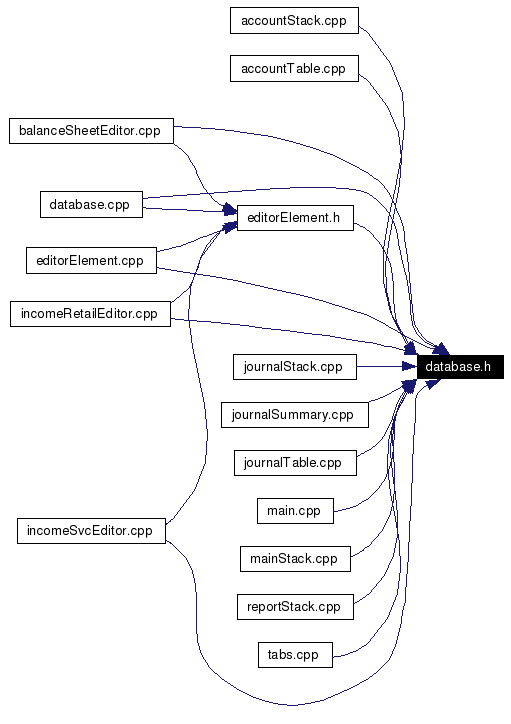 accountStack.cpp
accountTable.cpp
balanceSheetEditor.cpp
database.cpp
editorElement.h
editorElement.cpp
incomeRetailEditor.cpp
journalStack.cpp
database.h
journalSummary.cpp
journalTable.cpp
main.cpp
incomeSvcEditor.cpp
mainStack.cpp
reportStack.cpp
tabs.cpp